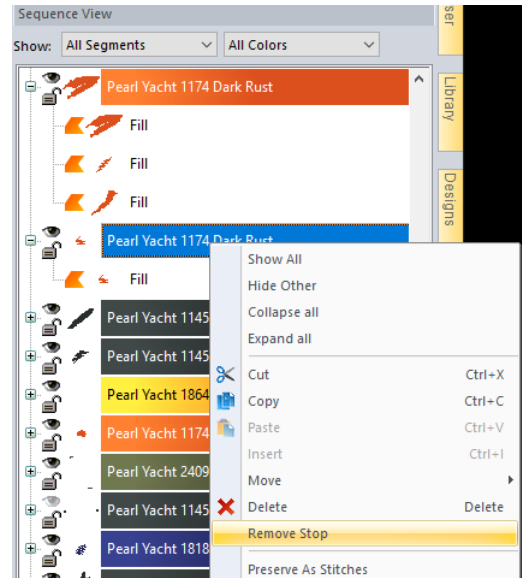 Sequence View
Show: All Segments All Colors
Pearl Yacht 1174 Dark Rust
Fill
Fill
Fill
Pearl Yacht 1174 Dark Rust
Fill
Pearl Yacht 1145
Pearl Yacht 1145
Pearl Yacht 1864
Pearl Yacht 1174
Pearl Yacht 2409
Pearl Yacht 1145
Pearl Yacht 1818
Show All
Hide Other
Collapse all
Expand all
Cut Ctrl+X
Copy Ctrl+C
Paste Ctrl+V
Insert Ctrl+I
Move
Delete Delete
Remove Stop
Preserve As Stitches
ser
Library
Designs